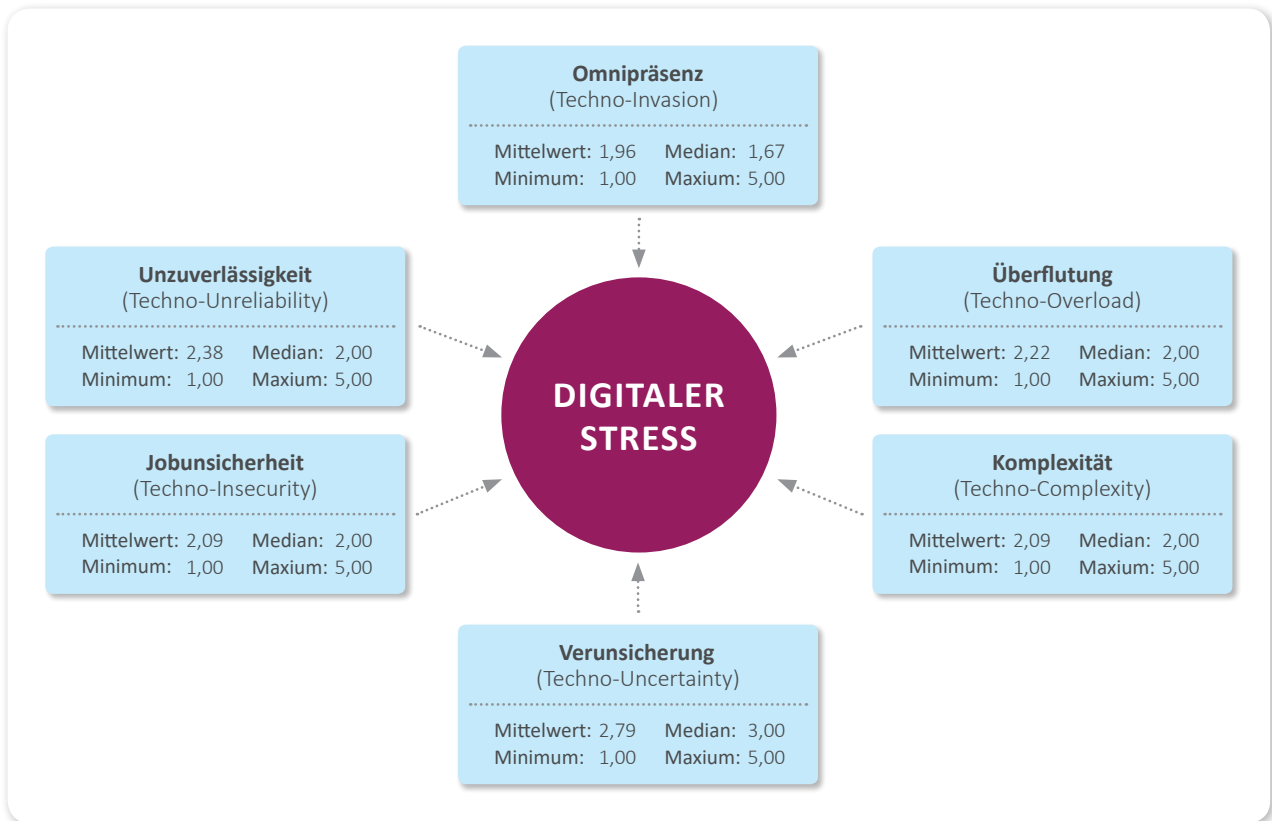 Omnipräsenz
(Techno-Invasion)
Mittelwert: 1,96 Median: 1,67
Minimum: 1,00 Maxium: 5,00
Unzuverlässigkeit
(Techno-Unreliability)
Mittelwert: 2,38 Median: 2,00
Minimum: 1,00 Maxium: 5,00
Überflutung
(Techno-Overload)
Mittelwert: 2,22 Median: 2,00
Minimum: 1,00 Maxium: 5,00
DIGITALER
STRESS
Jobunsicherheit
(Techno-Insecurity)
Mittelwert: 2,09 Median: 2,00
Minimum: 1,00 Maxium: 5,00
Komplexität
(Techno-Complexity)
Mittelwert: 2,09 Median: 2,00
Minimum: 1,00 Maxium: 5,00
Verunsicherung
(Techno-Uncertainty)
Mittelwert: 2,79 Median: 3,00
Minimum: 1,00 Maxium: 5,00